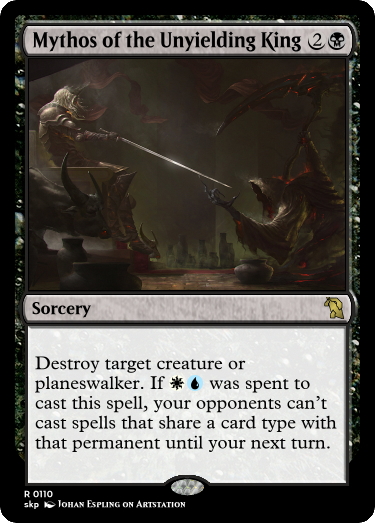 Mythos of the Unyielding King 2
Sorcery
Destroy target creature or
planeswalker. If was spent to
cast this spell, your opponents can't
cast spells that share a card type with
that permanent until your next turn.
R 0110
skp Johan Espling on Artstation